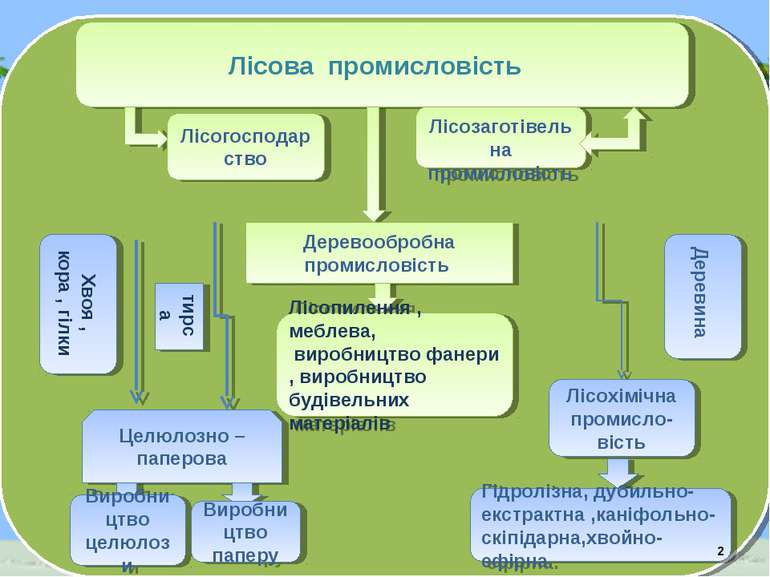 Лісова промисловість
Лісогосподар
ство
Лісозаготівель
на
промисловість
Деревообробна
промисловість
Хвоя ,
кора , гілки
тирс
а
Деревина
Лісопилення ,
меблева,
виробництво фанери
, виробництво
будівельних
матеріалів
Лісохімічна
промисло-
вість
Целюлозно –
паперова
Виробни
цтво
целюлоз
и
Виробни
цтво
паперу
Гідролізна, дубильно-
екстрактна ,каніфольно-
скіпідарна,хвойно-
ефірна.
2